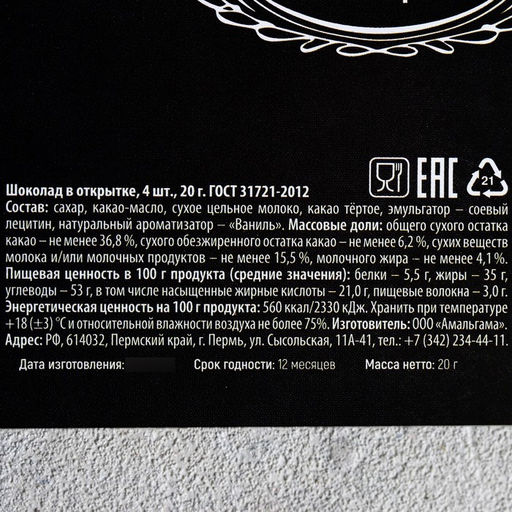 EAC
21
Шоколад в открытке, 4 шт., 20 г. ГОСТ 31721-2012
Состав: сахар, какао-масло, сухое цельное молоко, какао тёртое, эмульгатор – соевый
лецитин, натуральный ароматизатор – «Ваниль». Массовые доли: общего сухого остатка
какао – не менее 36,8 %, сухого обезжиренного остатка какао – не менее 6,2 %, сухих веществ
молока и/или молочных продуктов – не менее 15,5 %, молочного жира – не менее 4,1 %.
Пищевая ценность в 100 г продукта (средние значения): белки – 5,5 г, жиры – 35 г,
углеводы – 53 г, в том числе насыщенные жирные кислоты – 21,0 г, пищевые волокна – 3,0 г.
Энергетическая ценность на 100 г продукта: 560 ккал/2330 кДж. Хранить при температуре
+18 (±3) °С и относительной влажности воздуха не более 75%. Изготовитель: ООО «Амальгама».
Адрес: РФ, 614032, Пермский край, г. Пермь, ул. Сысольская, 11А-41, тел.: +7 (342) 234-44-11.
Дата изготовления: Срок годности: 12 месяцев Масса нетто: 20 г